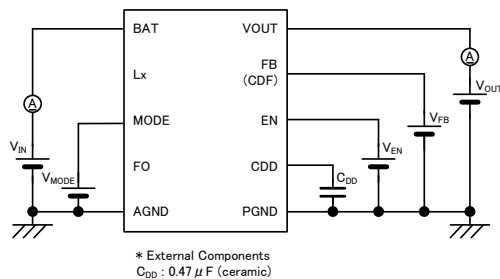 BAT
VOUT
A
Lx
FB
(CDF)
A
VOUT
MODE
EN
VFB
VIN
VMODE
FO
CDD
CDD
VEN
AGND
PGND
* External Components
CDD : 0.47 μF (ceramic)